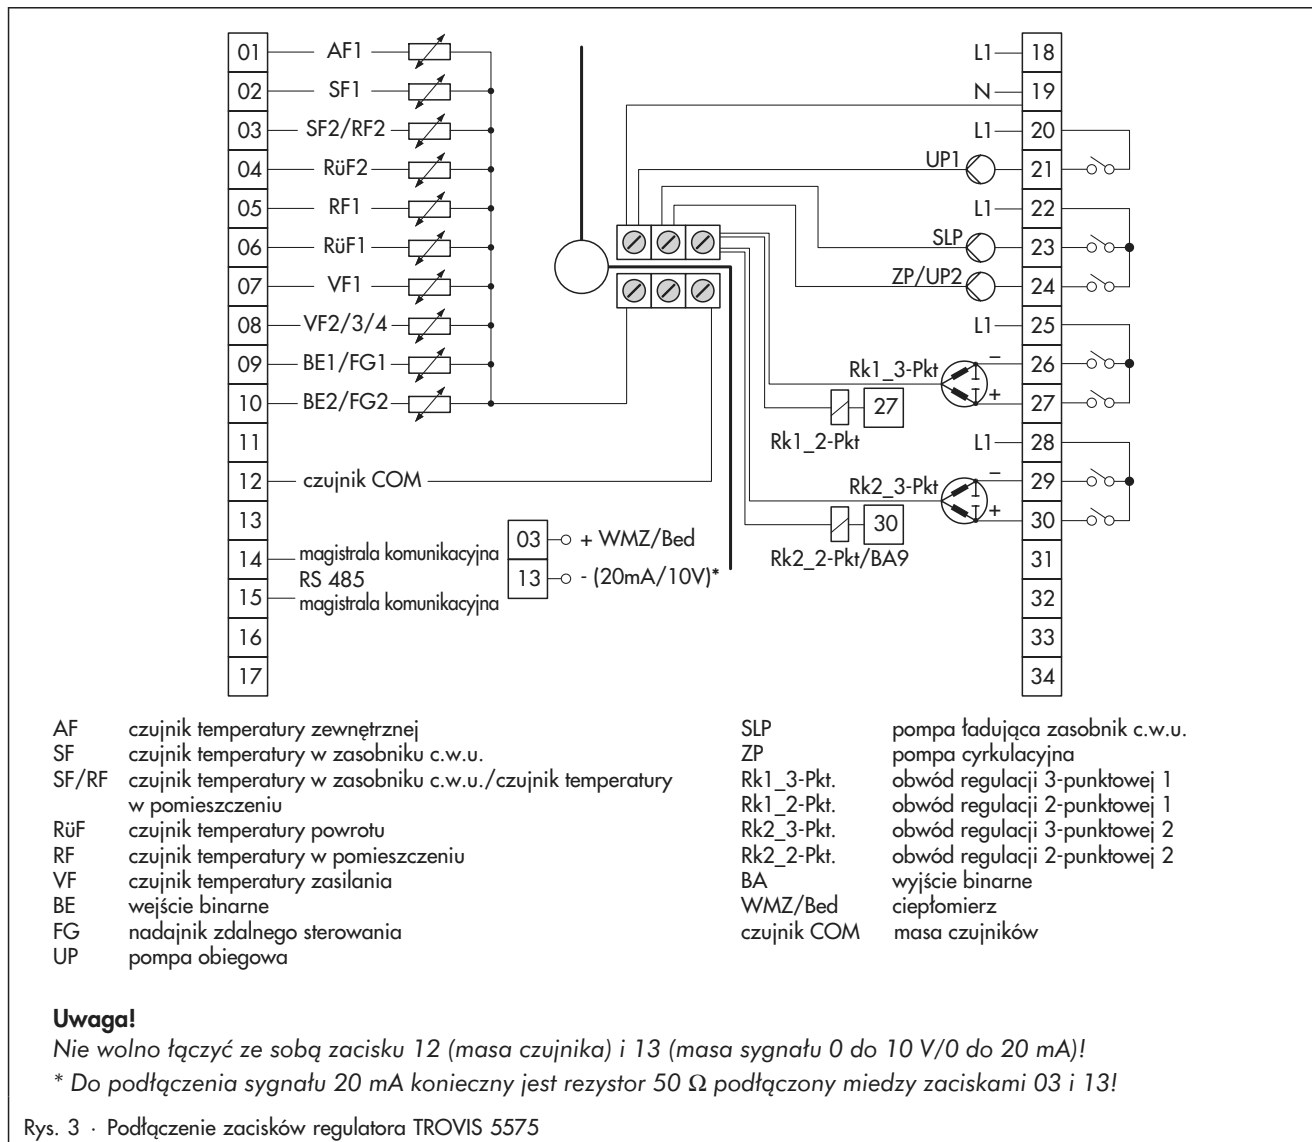 01 AF1
02 SF1
03 SF2/RF2
04 RüF2
05 RF1
06 RüF1
07 VF1
08 VF2/3/4
09 BE1/FG1
10 BE2/FG2
11
12 czujnik COM
13
14 magistrala komunikacyjna
RS 485
15 magistrala komunikacyjna
16
17
03 + WMZ/Bed
13 - (20mA/10V)*
L1 18
N 19
L1 20
UP1 21
L1 22
SLP 23
ZP/UP2 24
L1 25
Rk1_3-Pkt − 26
+ 27
27
Rk1_2-Pkt
L1 28
Rk2_3-Pkt − 29
+ 30
30
Rk2_2-Pkt/BA9
31
32
33
34
AF czujnik temperatury zewnętrznej
SF czujnik temperatury w zasobniku c.w.u.
SF/RF czujnik temperatury w zasobniku c.w.u./czujnik temperatury
w pomieszczeniu
RüF czujnik temperatury powrotu
RF czujnik temperatury w pomieszczeniu
VF czujnik temperatury zasilania
BE wejście binarne
FG nadajnik zdalnego sterowania
UP pompa obiegowa
SLP pompa ładująca zasobnik c.w.u.
ZP pompa cyrkulacyjna
Rk1_3-Pkt. obwód regulacji 3-punktowej 1
Rk1_2-Pkt. obwód regulacji 2-punktowej 1
Rk2_3-Pkt. obwód regulacji 3-punktowej 2
Rk2_2-Pkt. obwód regulacji 2-punktowej 2
BA wyjście binarne
WMZ/Bed ciepłomierz
czujnik COM masa czujników
Uwaga!
Nie wolno łączyć ze sobą zacisku 12 (masa czujnika) i 13 (masa sygnału 0 do 10 V/0 do 20 mA)!
* Do podłączenia sygnału 20 mA konieczny jest rezystor 50 Ω podłączony miedzy zaciskami 03 i 13!
Rys. 3 · Podłączenie zacisków regulatora TROVIS 5575